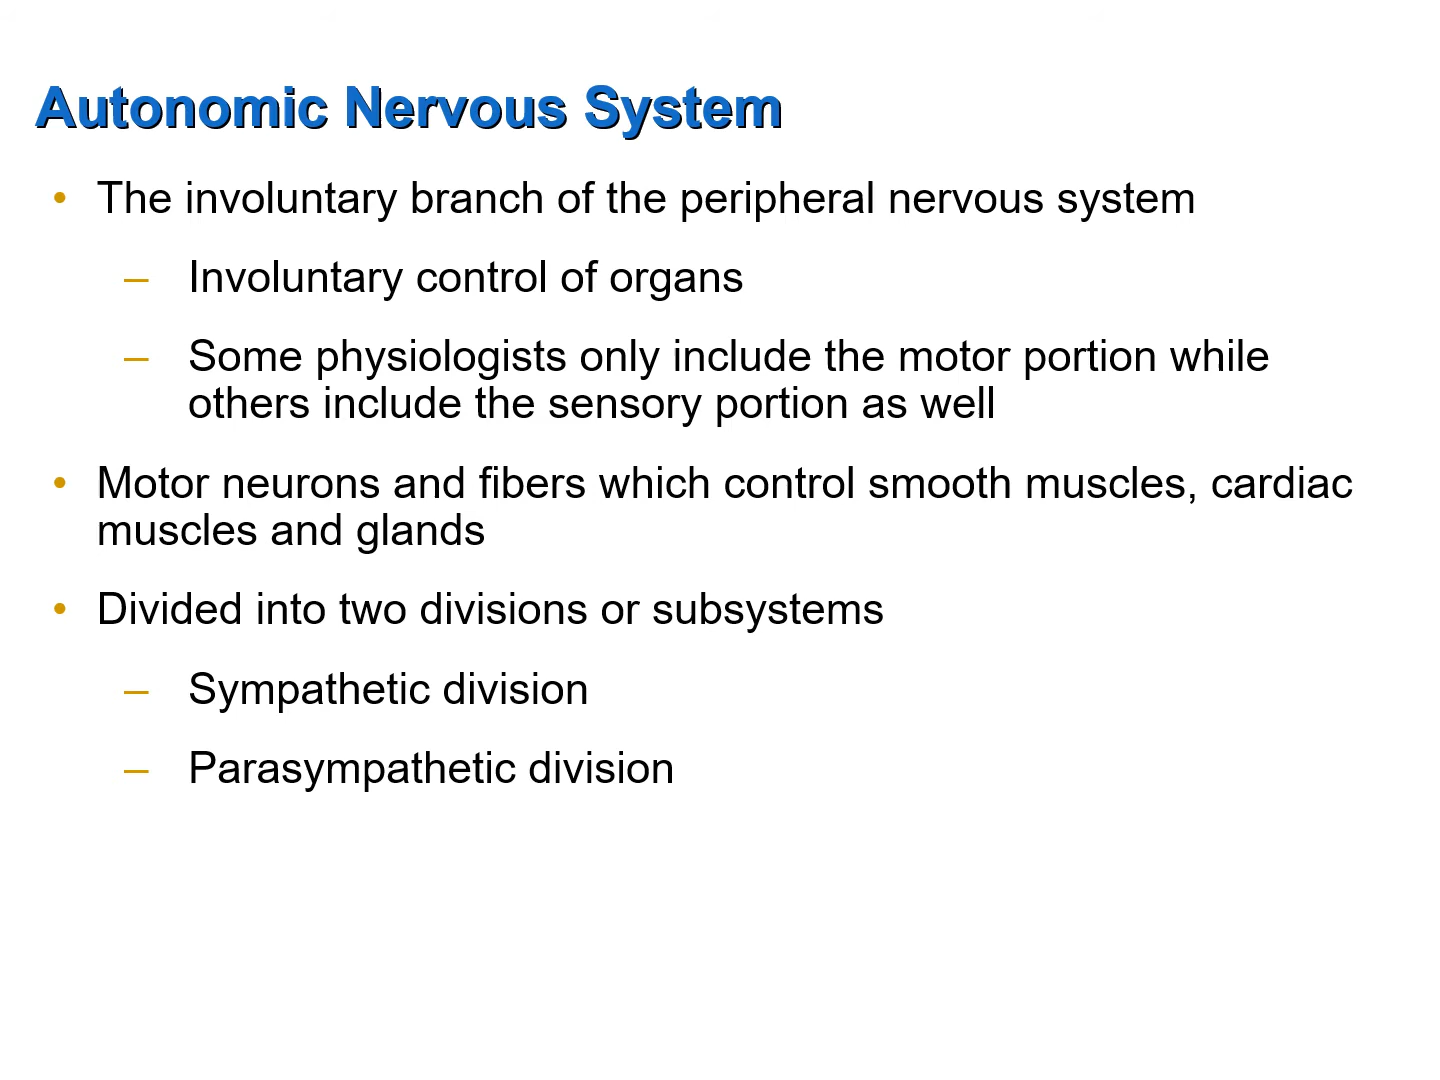 Autonomic Nervous System
• The involuntary branch of the peripheral nervous system
– Involuntary control of organs
– Some physiologists only include the motor portion while
others include the sensory portion as well
• Motor neurons and fibers which control smooth muscles, cardiac
muscles and glands
• Divided into two divisions or subsystems
– Sympathetic division
– Parasympathetic division